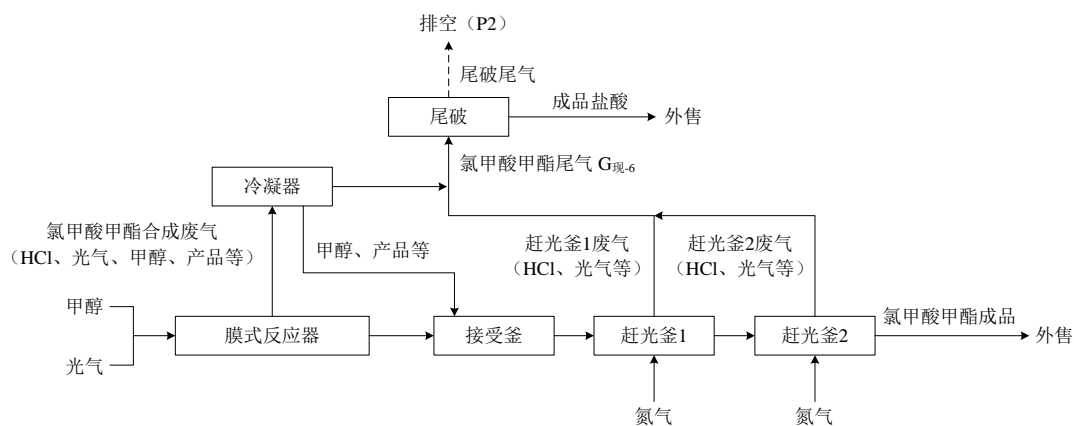 排空（P2）
尾破尾气
尾破
成品盐酸
外售
氯甲酸甲酯尾气 G现-6
冷凝器
氯甲酸甲酯合成废气
（HCl、光气、甲醇、产品等）
甲醇、产品等
赶光釜1废气
（HCl、光气等）
赶光釜2废气
（HCl、光气等）
甲醇
光气
膜式反应器
接受釜
赶光釜1
赶光釜2
氯甲酸甲酯成品
外售
氮气
氮气